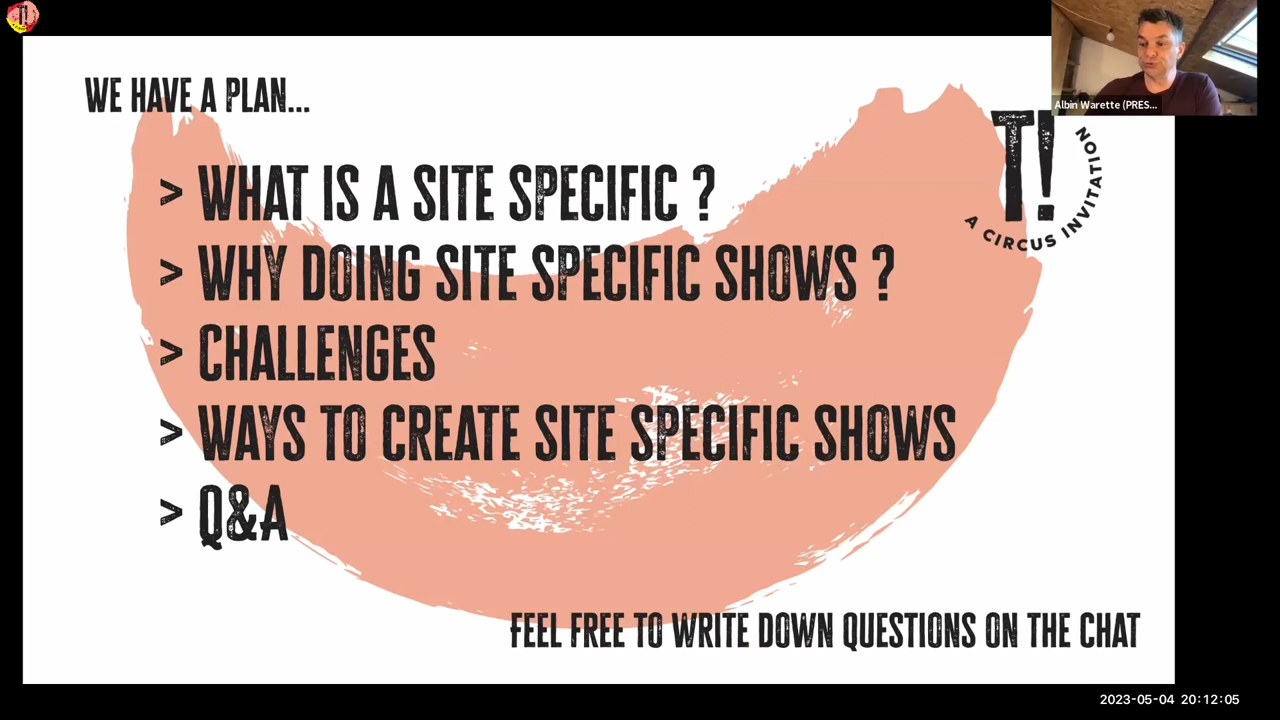 WE HAVE A PLAN...
> WHAT IS A SITE SPECIFIC ?
> WHY DOING SITE SPECIFIC SHOWS ?
> CHALLENGES
> WAYS TO CREATE SITE SPECIFIC SHOWS
> Q&A
FEEL FREE TO WRITE DOWN QUESTIONS ON THE CHAT
T!
A CIRCUS INVITATION
Albin Warette (PRES...
2023-05-04 20:12:05